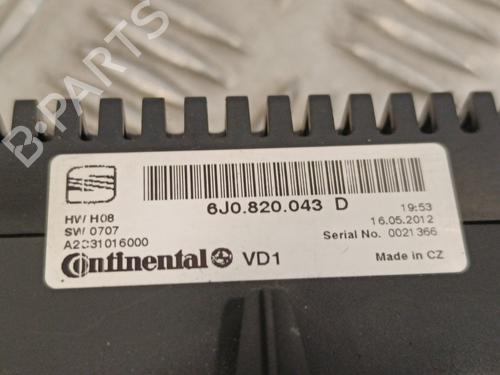 B-PARTS
6J0.820.043 D
HW H08
SW 0707
A2C31016000
19:53
16.05.2012
Serial No. 0021366
Continental VD1
Made in CZ